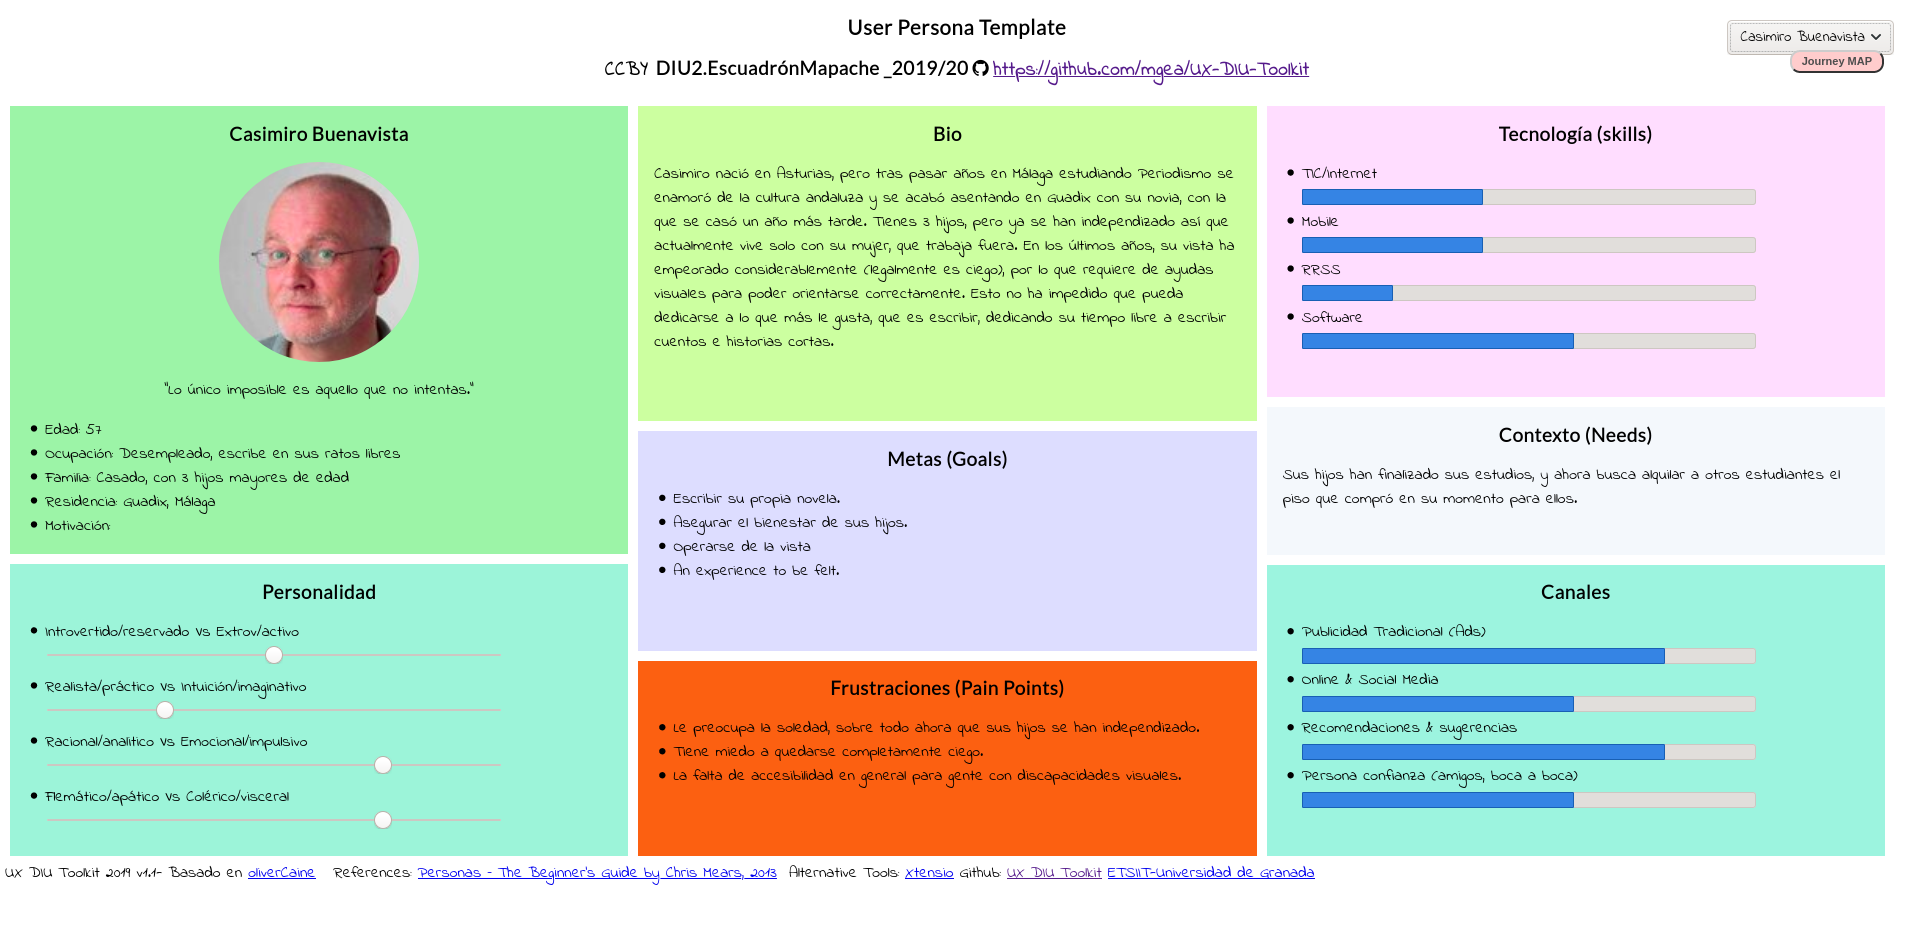 User Persona Template
CCBY DIU2.EscuadrónMapache _2019/20 https://github.com/mgea/UX-DIU-Toolkit
Casimiro Buenavista
Journey MAP
Casimiro Buenavista
"Lo único imposible es aquello que no intentas."
Edad: 57
Ocupación: Desempleado, escribe en sus ratos libres
Familia: Casado, con 3 hijos mayores de edad
Residencia: Guadix, Málaga
Motivación:
Personalidad
Introvertido/reservado Vs Extrov/activo
Realista/práctico Vs Intuición/imaginativo
Racional/analítico Vs Emocional/impulsivo
Flemático/apático Vs Colérico/visceral
Bio
Casimiro nació en Asturias, pero tras pasar años en Málaga estudiando Periodismo se
enamoró de la cultura andaluza y se acabó asentando en Guadix con su novia, con la
que se casó un año más tarde. Tienes 3 hijos, pero ya se han independizado así que
actualmente vive solo con su mujer, que trabaja fuera. En los últimos años, su vista ha
empeorado considerablemente (legalmente es ciego), por lo que requiere de ayudas
visuales para poder orientarse correctamente. Esto no ha impedido que pueda
dedicarse a lo que más le gusta, que es escribir, dedicando su tiempo libre a escribir
cuentos e historias cortas.
Metas (Goals)
Escribir su propia novela.
Asegurar el bienestar de sus hijos.
Operarse de la vista
An experience to be felt.
Frustraciones (Pain Points)
Le preocupa la soledad, sobre todo ahora que sus hijos se han independizado.
Tiene miedo a quedarse completamente ciego.
La falta de accesibilidad en general para gente con discapacidades visuales.
Tecnología (skills)
TIC/Internet
Mobile
RRSS
Software
Contexto (Needs)
Sus hijos han finalizado sus estudios, y ahora busca alquilar a otros estudiantes el
piso que compró en su momento para ellos.
Canales
Publicidad Tradicional (Ads)
Online & Social Media
Recomendaciones & sugerencias
Persona confianza (amigos, boca a boca)
UX DIU Toolkit 2019 v1.1- Basado en oliverCaine References: Personas - The Beginner's Guide by Chris Mears, 2013 Alternative Tools: Xtensio Github: UX DIU Toolkit ETSIIT-Universidad de Granada